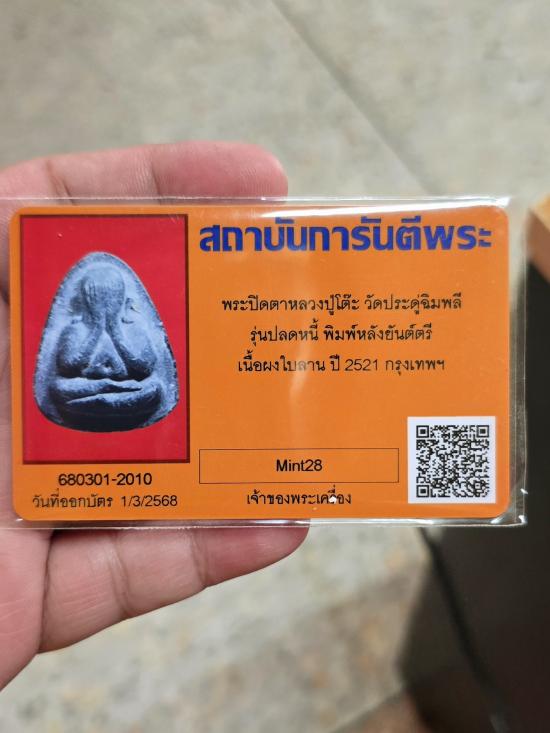 สถาบันการันตีพระ
พระปิดตาหลวงปู่โต๊ะ วัดประดู่ฉิมพลี
รุ่นปลดหนี้ พิมพ์หลังยันต์ตรี
เนื้อผงใบลาน ปี 2521 กรุงเทพฯ
Mint28
เจ้าของพระเครื่อง
680301-2010
วันที่ออกบัตร 1/3/2568